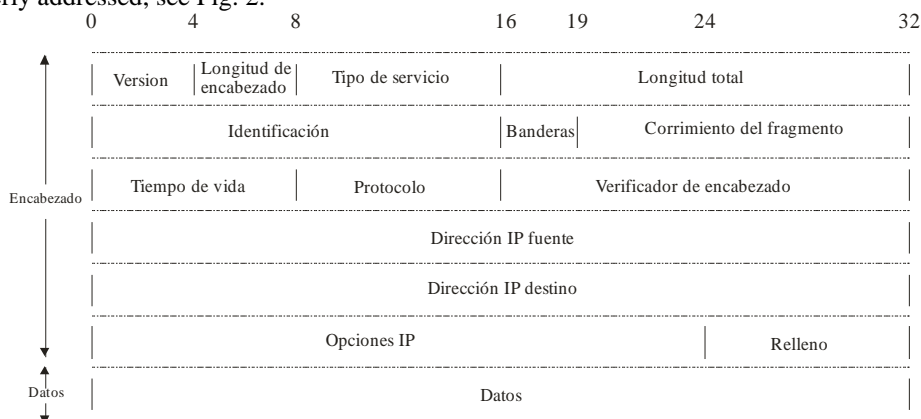 erly addressed, see Fig. 2.
0 4 8 16 19 24 32
Version Longitud de encabezado Tipo de servicio Longitud total
Identificación Banderas Corrimiento del fragmento
Tiempo de vida Protocolo Verificador de encabezado
Encabezado
Dirección IP fuente
Dirección IP destino
Opciones IP Relleno
Datos Datos